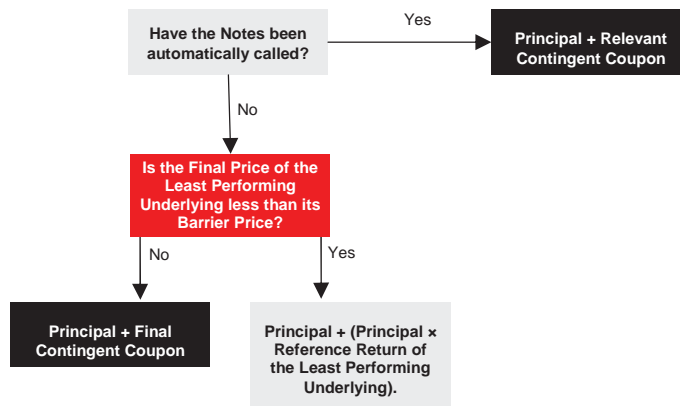 Have the Notes been
automatically called?
Yes
Principal + Relevant
Contingent Coupon
No
Is the Final Price of the
Least Performing
Underlying less than its
Barrier Price?
No
Yes
Principal + Final
Contingent Coupon
Principal + (Principal ×
Reference Return of
the Least Performing
Underlying).